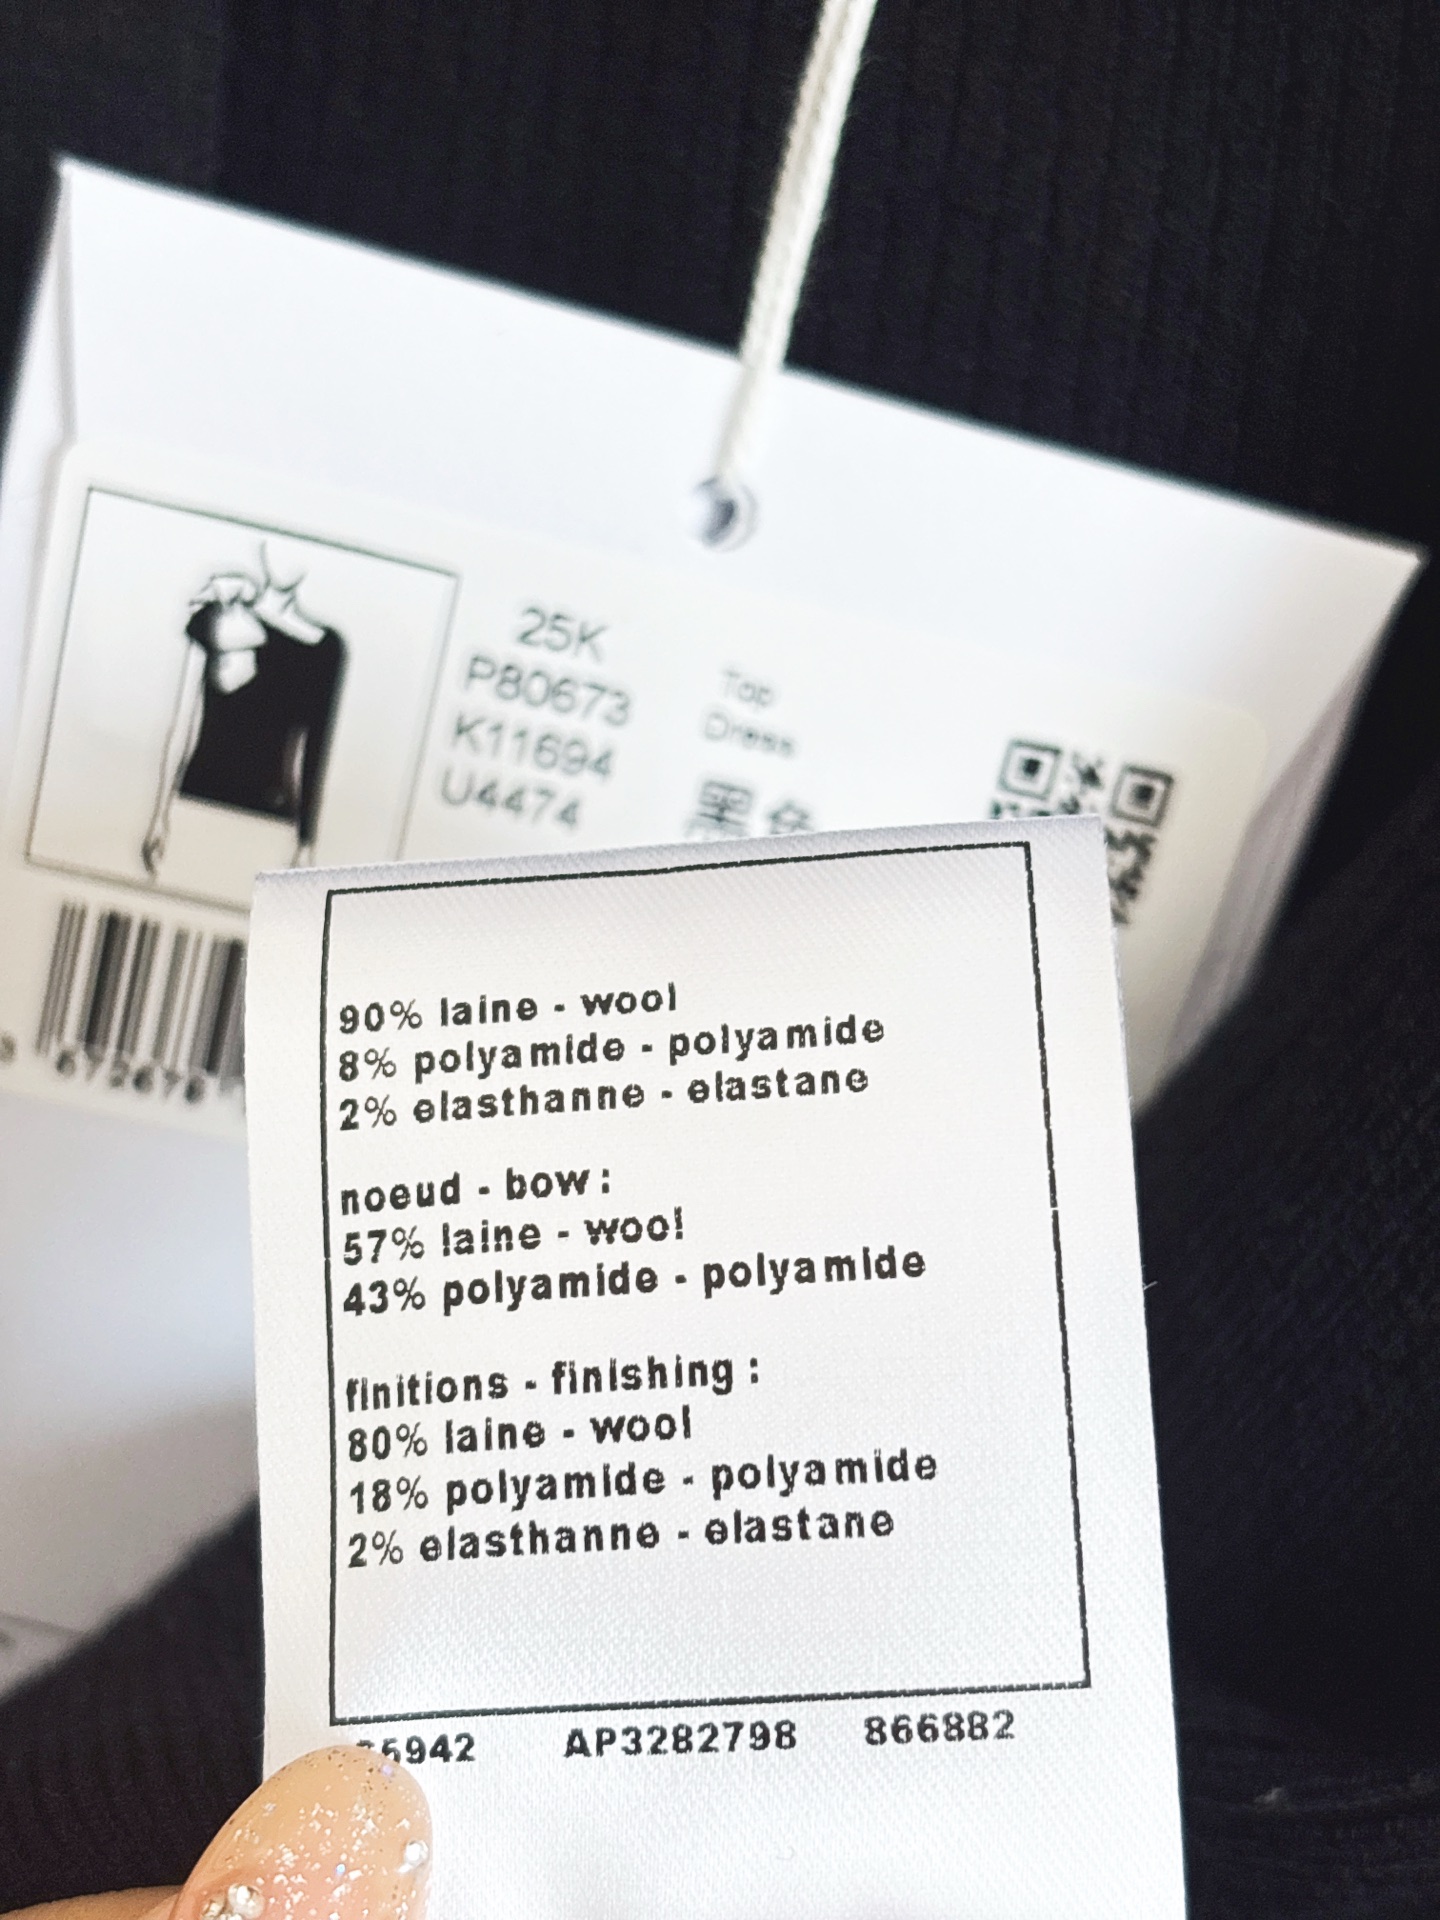 25K
P80673
K11694
U4474
Top
Dress
黑色
672676
90% laine - wool
8% polyamide - polyamide
2% elasthanne - elastane
noeud - bow :
57% laine - wool
43% polyamide - polyamide
finitions - finishing :
80% laine - wool
18% polyamide - polyamide
2% elasthanne - elastane
5942 AP3282798 866882